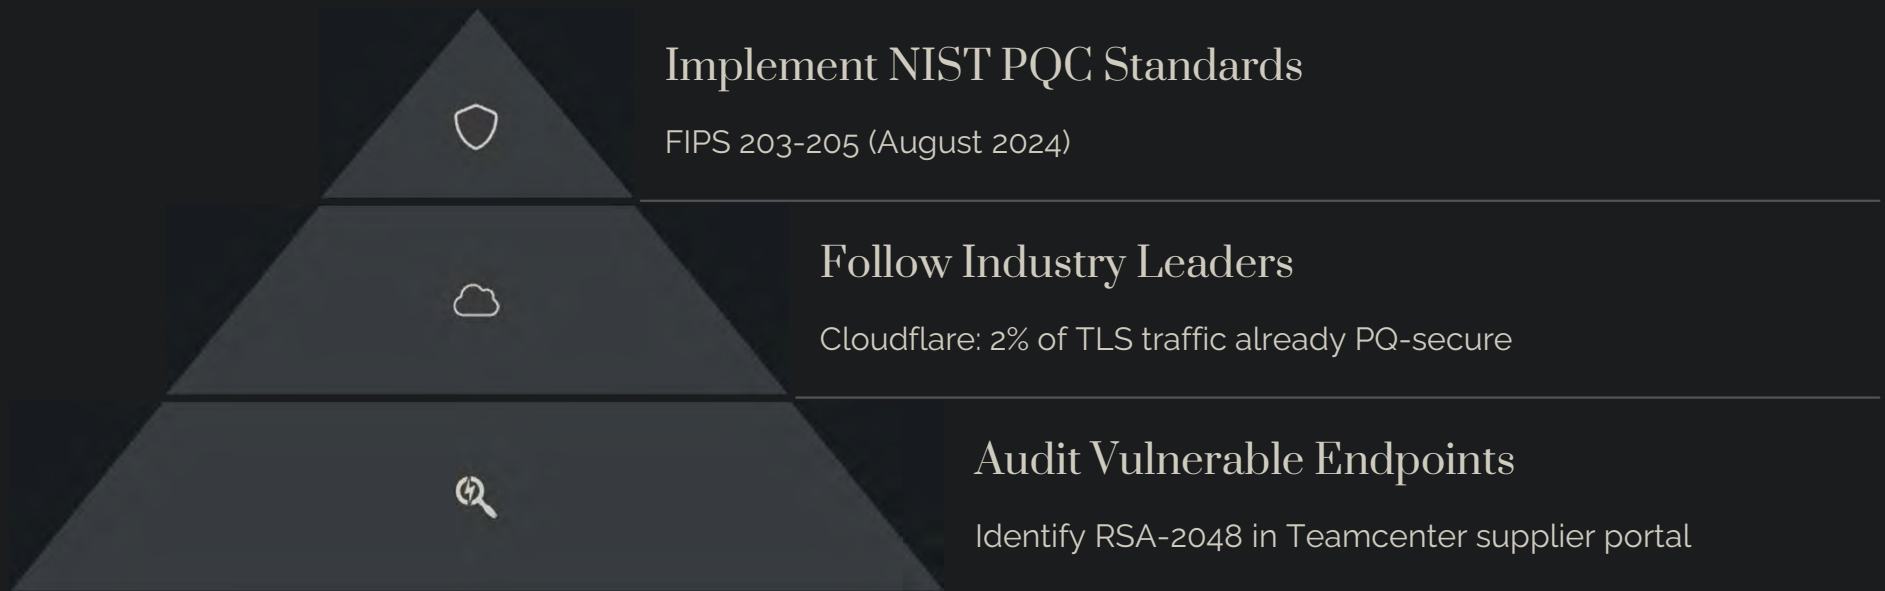 Implement NIST PQC Standards
FIPS 203-205 (August 2024)
Follow Industry Leaders
Cloudflare: 2% of TLS traffic already PQ-secure
Audit Vulnerable Endpoints
Identify RSA-2048 in Teamcenter supplier portal